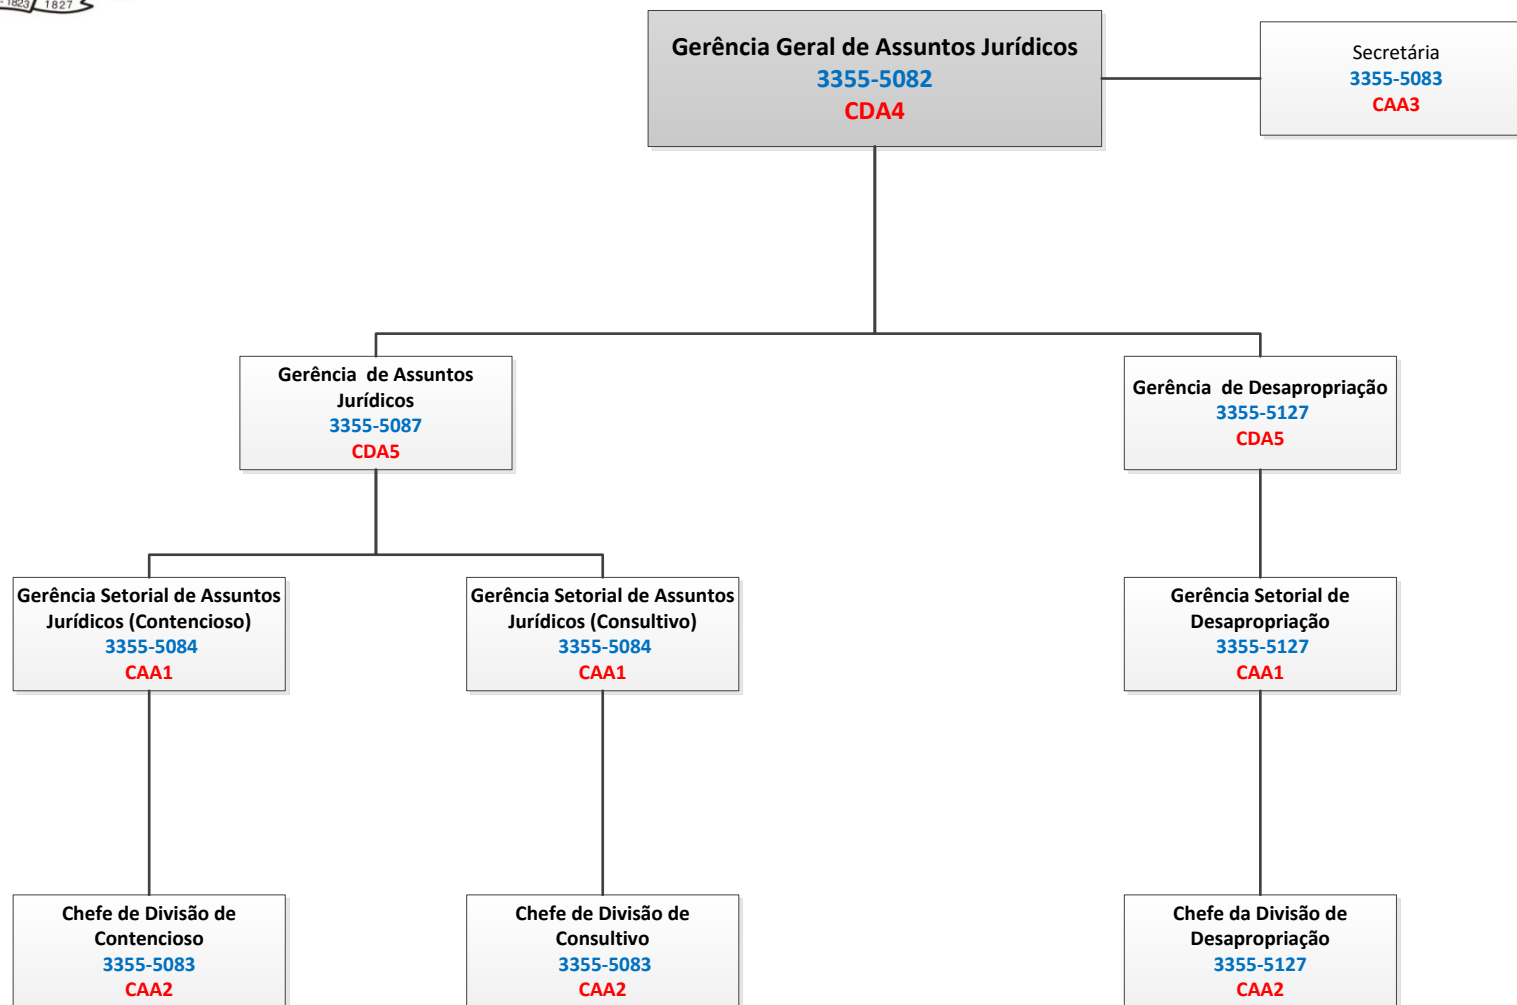 1823 1827
Gerência Geral de Assuntos Jurídicos
3355-5082
CDA4
Secretária
3355-5083
CAA3
Gerência de Assuntos
Jurídicos
3355-5087
CDA5
Gerência de Desapropriação
3355-5127
CDA5
Gerência Setorial de Assuntos
Jurídicos (Contencioso)
3355-5084
CAA1
Gerência Setorial de Assuntos
Jurídicos (Consultivo)
3355-5084
CAA1
Gerência Setorial de
Desapropriação
3355-5127
CAA1
Chefe de Divisão de
Contencioso
3355-5083
CAA2
Chefe de Divisão de
Consultivo
3355-5083
CAA2
Chefe da Divisão de
Desapropriação
3355-5127
CAA2